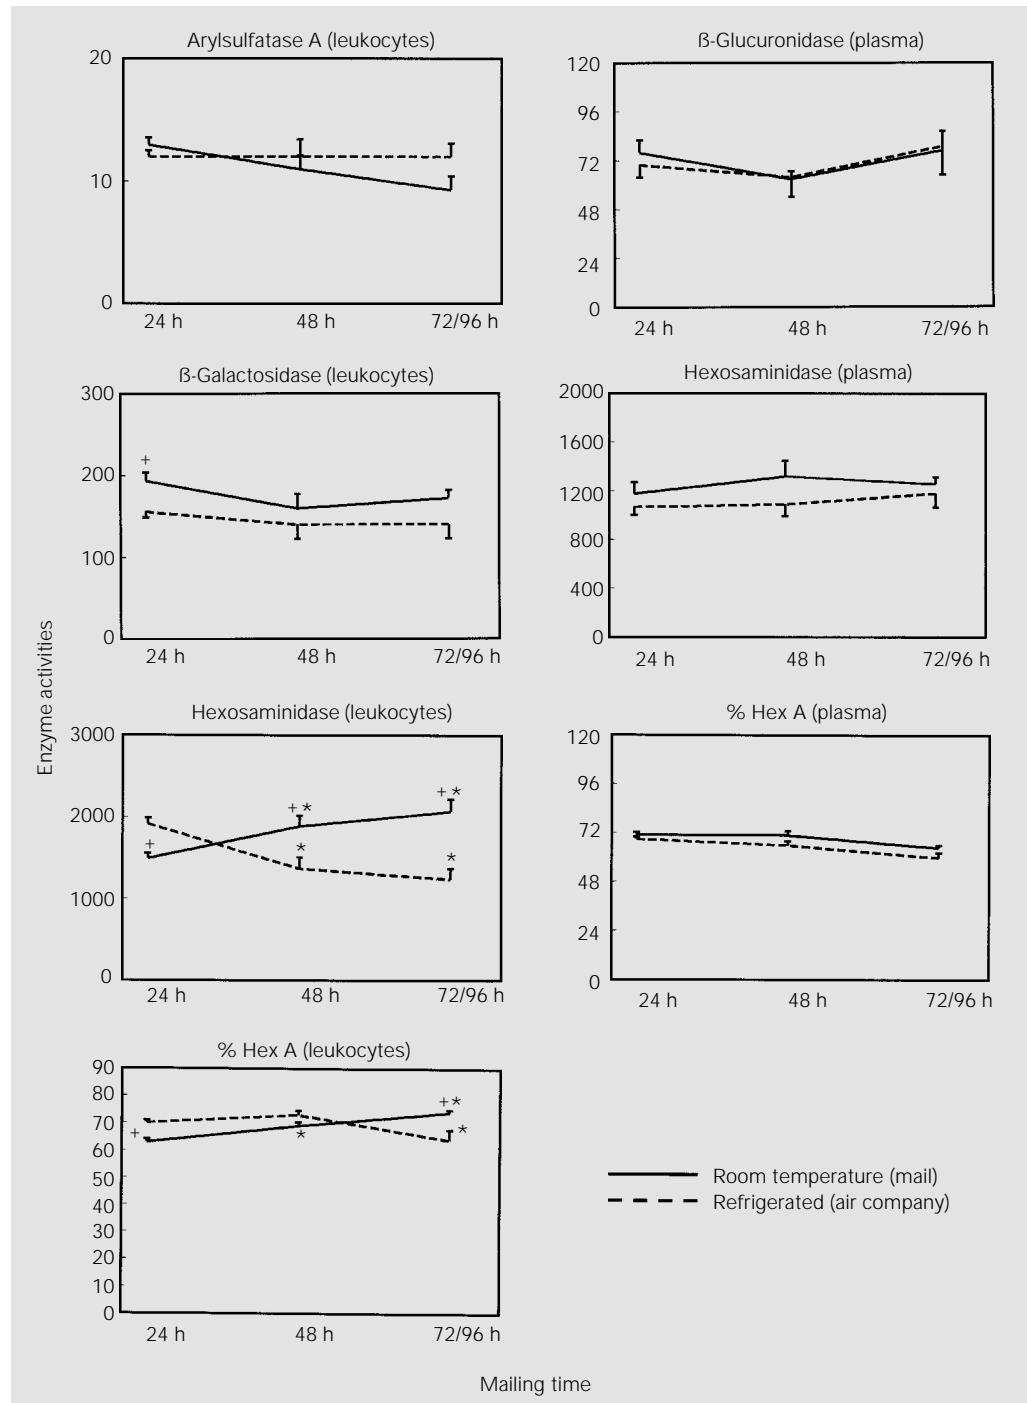 Arylsulfatase A (leukocytes)
20
10
0
24 h 48 h 72/96 h
ß-Glucuronidase (plasma)
120
96
72
48
24
0
24 h 48 h 72/96 h
ß-Galactosidase (leukocytes)
300
200
100
0
+
24 h 48 h 72/96 h
Hexosaminidase (plasma)
2000
1600
1200
800
400
0
24 h 48 h 72/96 h
Enzyme activities
Hexosaminidase (leukocytes)
3000
2000
1000
0
+ * + *
+ * *
24 h 48 h 72/96 h
% Hex A (plasma)
120
96
72
48
24
0
24 h 48 h 72/96 h
% Hex A (leukocytes)
90
80
70
60
50
40
30
20
10
0
+ * + * *
24 h 48 h 72/96 h
Room temperature (mail)
Refrigerated (air company)
Mailing time